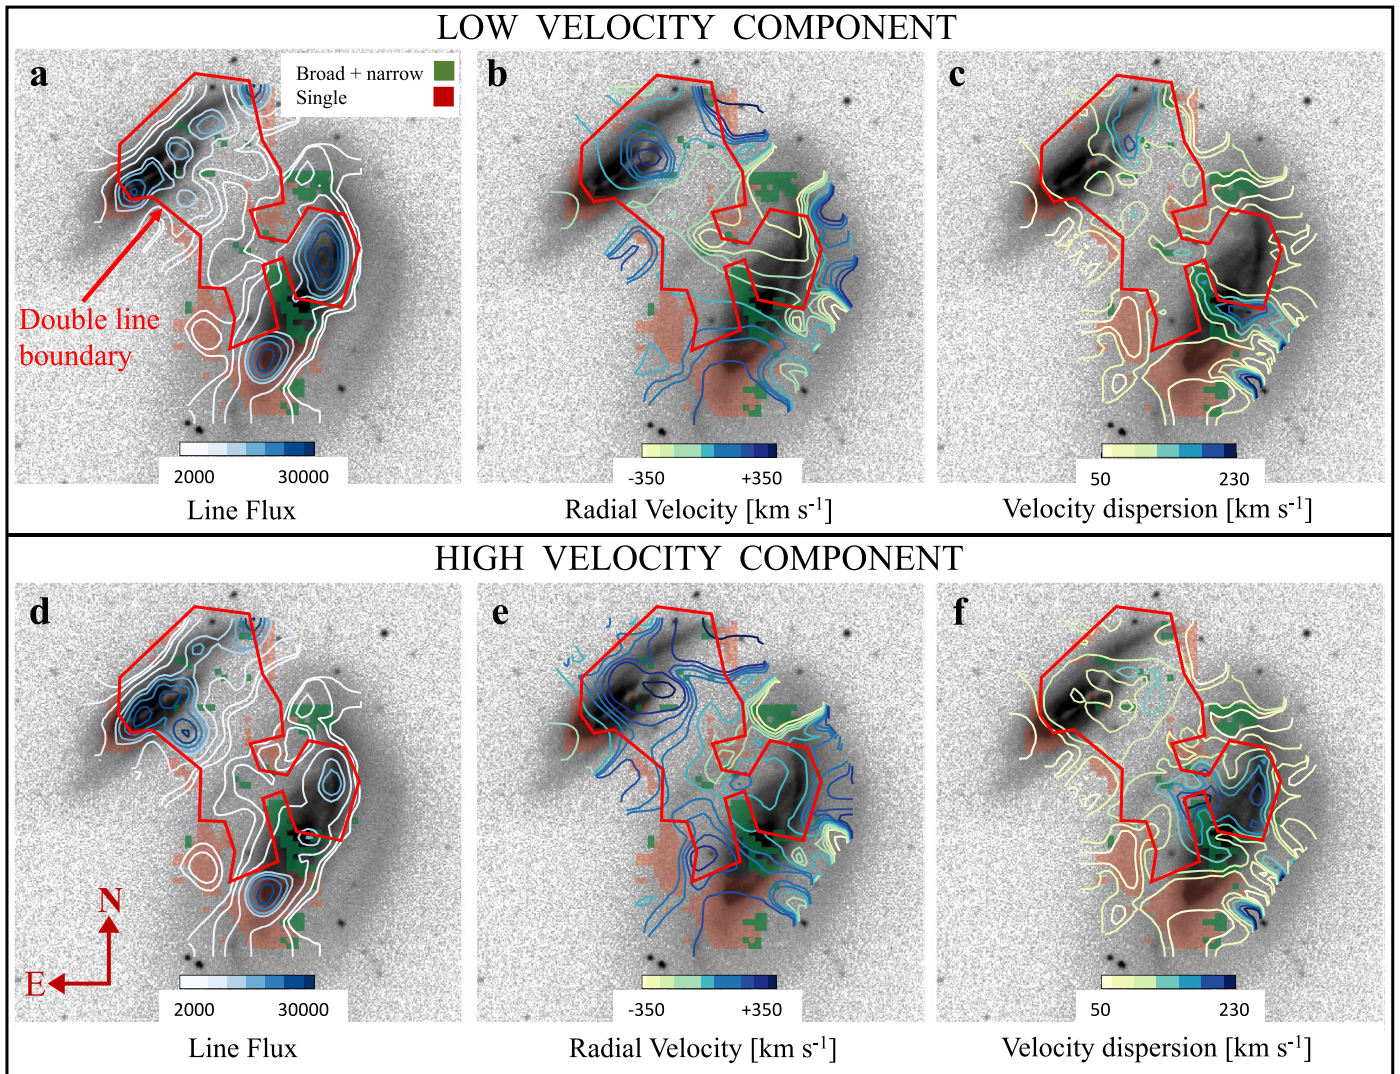 LOW VELOCITY COMPONENT
a
Broad + narrow
Single
b
c
Double line
boundary
2000 30000
-350 +350
50 230
Line Flux
Radial Velocity [km s-1]
Velocity dispersion [km s-1]
HIGH VELOCITY COMPONENT
d
e
f
N
E
2000 30000
-350 +350
50 230
Line Flux
Radial Velocity [km s-1]
Velocity dispersion [km s-1]